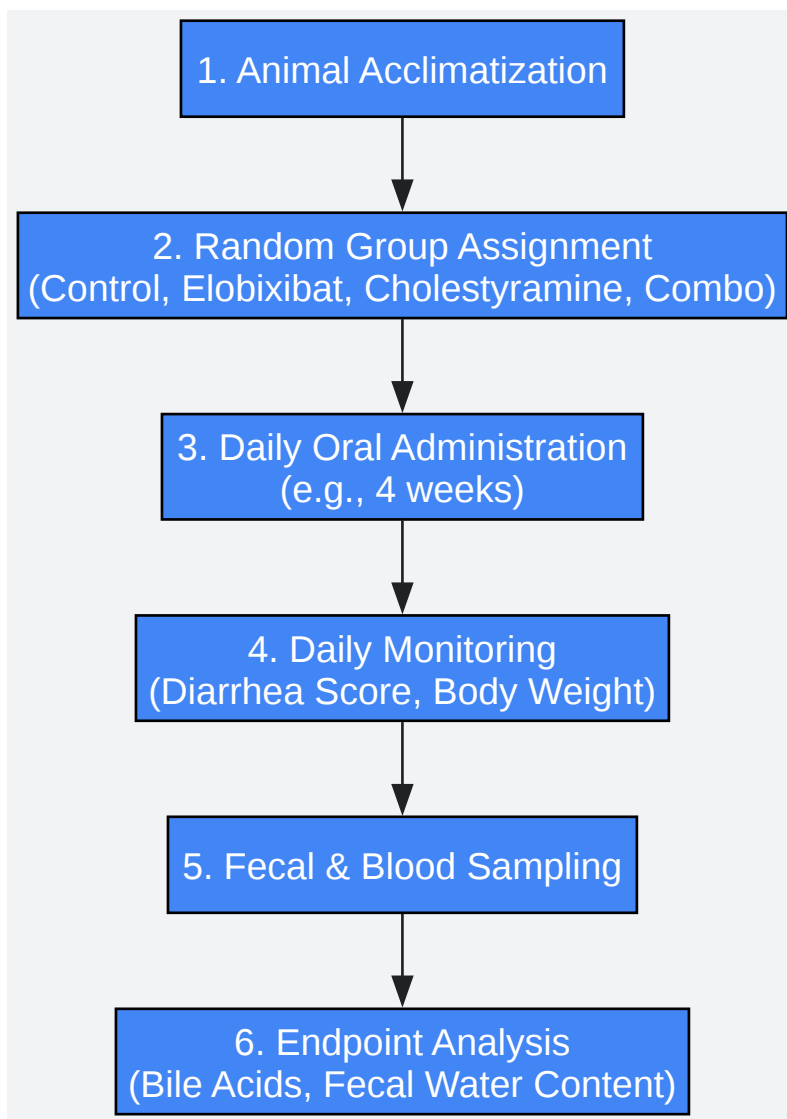 1. Animal Acclimatization
2. Random Group Assignment
(Control, Elobixibat, Cholestyramine, Combo)
3. Daily Oral Administration
(e.g., 4 weeks)
4. Daily Monitoring
(Diarrhea Score, Body Weight)
5. Fecal & Blood Sampling
6. Endpoint Analysis
(Bile Acids, Fecal Water Content)